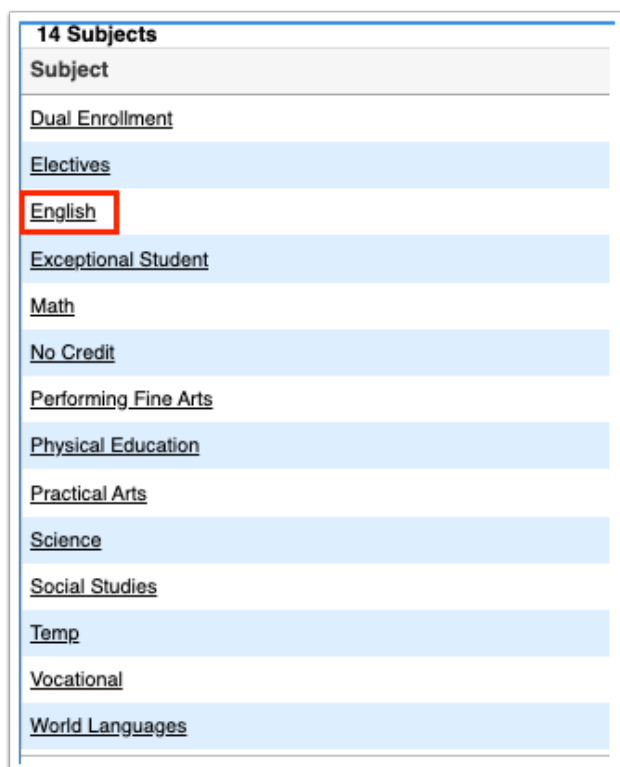 14 Subjects
Subject
Dual Enrollment
Electives
English
Exceptional Student
Math
No Credit
Performing Fine Arts
Physical Education
Practical Arts
Science
Social Studies
Temp
Vocational
World Languages